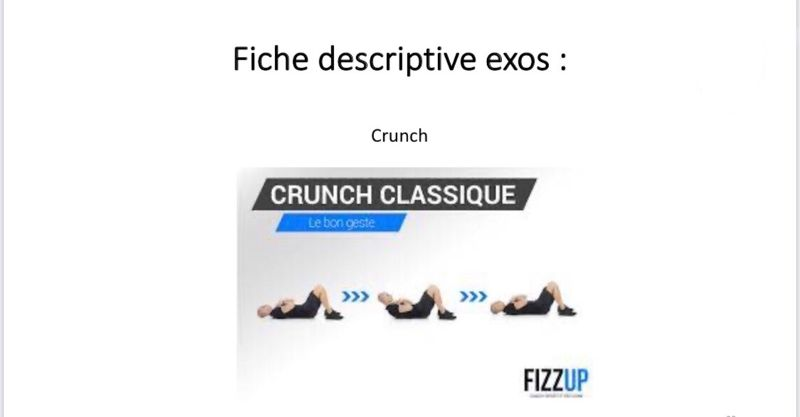 Fiche descriptive exos :
Crunch
CRUNCH CLASSIQUE
Le bon geste
FIZZUP